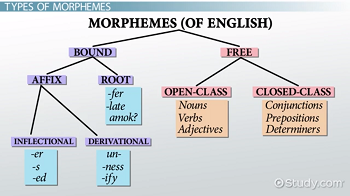 TYPES OF MORPHEMES
MORPHEMES (OF ENGLISH)
BOUND
FREE
AFFIX
ROOT
-fer
-late
amok?
OPEN-CLASS
Nouns
Verbs
Adjectives
CLOSED-CLASS
Conjunctions
Prepositions
Determiners
INFLECTIONAL
-er
-s
-ed
DERIVATIONAL
un-
-ness
-ify
Study.com